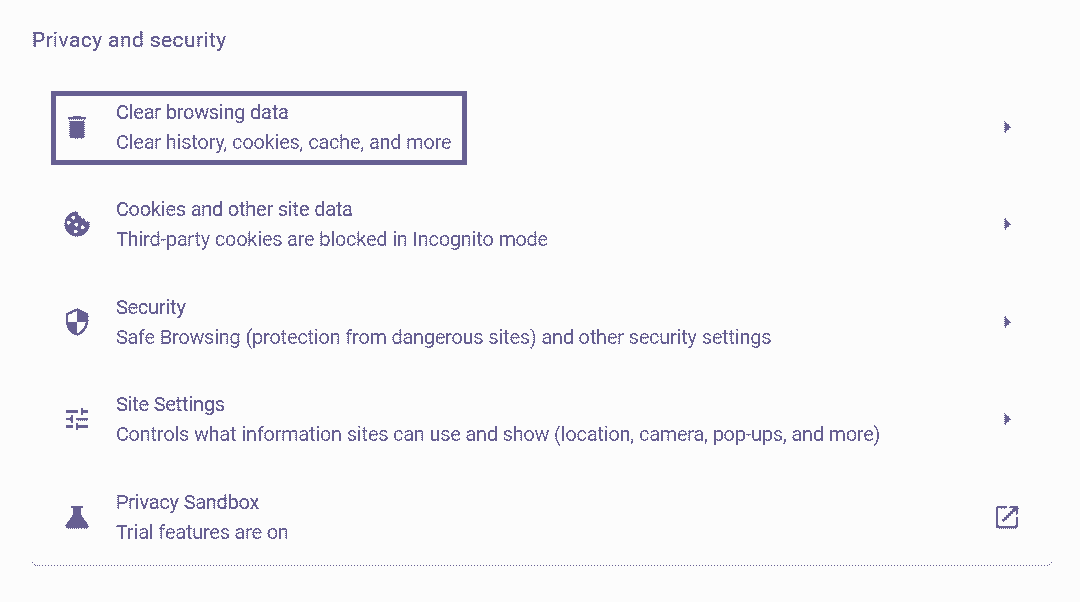 Privacy and security
Clear browsing data
Clear history, cookies, cache, and more
Cookies and other site data
Third-party cookies are blocked in Incognito mode
Security
Safe Browsing (protection from dangerous sites) and other security settings
Site Settings
Controls what information sites can use and show (location, camera, pop-ups, and more)
Privacy Sandbox
Trial features are on